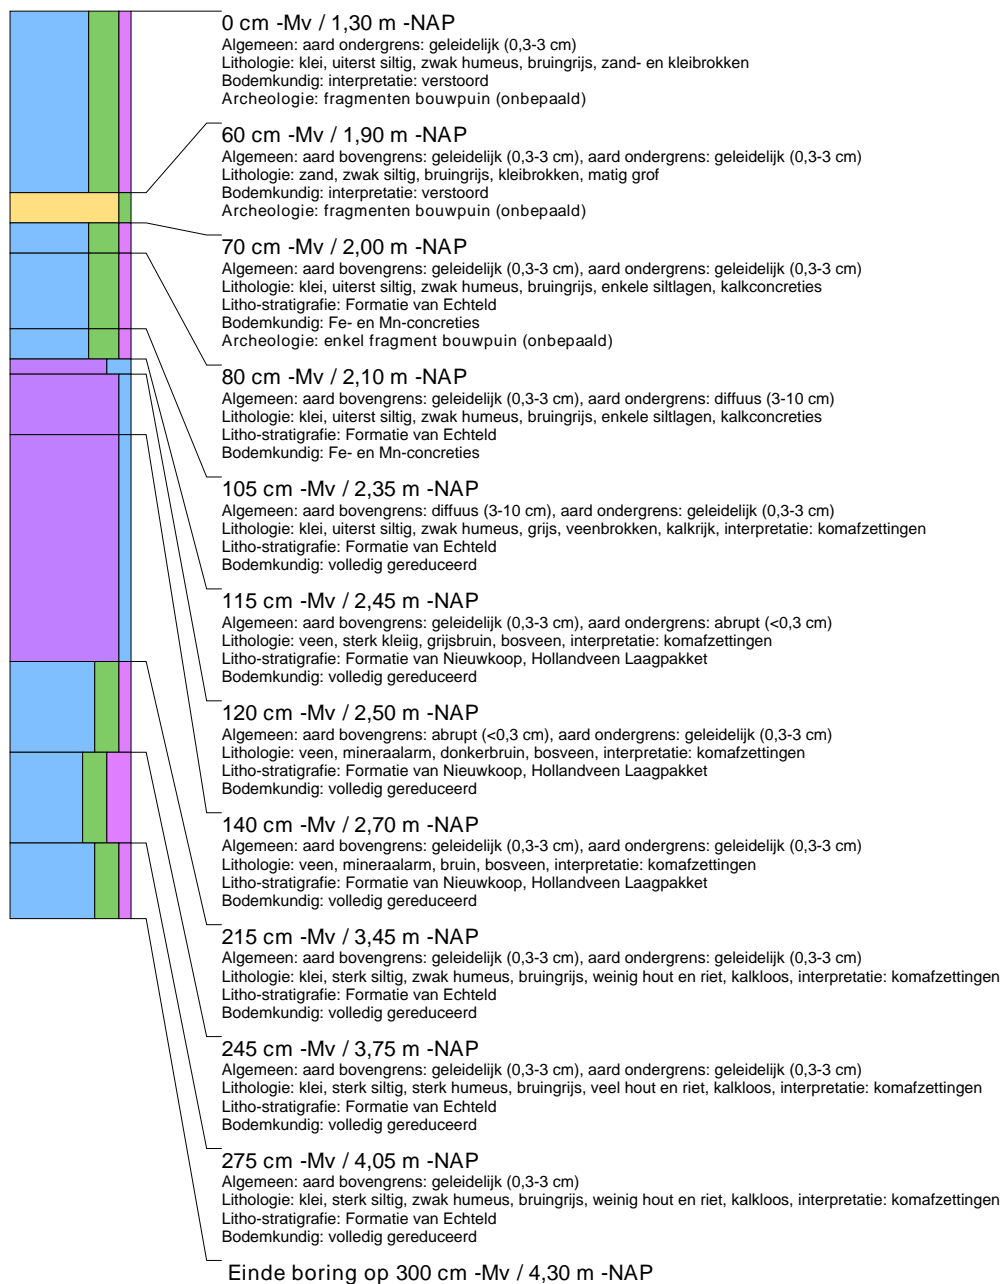 0 cm -Mv / 1,30 m -NAP
Algemeen: aard ondergrens: geleidelijk (0,3-3 cm)
Lithologie: klei, uiterst siltig, zwak humeus, bruingrijs, zand- en kleibrokken
Bodemkundig: interpretatie: verstoord
Archeologie: fragmenten bouwpuin (onbepaald)
60 cm -Mv / 1,90 m -NAP
Algemeen: aard bovengrens: geleidelijk (0,3-3 cm), aard ondergrens: geleidelijk (0,3-3 cm)
Lithologie: zand, zwak siltig, bruingrijs, kleibrokken, matig grof
Bodemkundig: interpretatie: verstoord
Archeologie: fragmenten bouwpuin (onbepaald)
70 cm -Mv / 2,00 m -NAP
Algemeen: aard bovengrens: geleidelijk (0,3-3 cm), aard ondergrens: geleidelijk (0,3-3 cm)
Lithologie: klei, uiterst siltig, zwak humeus, bruingrijs, enkele siltlagen, kalkconcreties
Litho-stratigrafie: Formatie van Echteld
Bodemkundig: Fe- en Mn-concreties
Archeologie: enkel fragment bouwpuin (onbepaald)
80 cm -Mv / 2,10 m -NAP
Algemeen: aard bovengrens: geleidelijk (0,3-3 cm), aard ondergrens: diffuus (3-10 cm)
Lithologie: klei, uiterst siltig, zwak humeus, bruingrijs, enkele siltlagen, kalkconcreties
Litho-stratigrafie: Formatie van Echteld
Bodemkundig: Fe- en Mn-concreties
105 cm -Mv / 2,35 m -NAP
Algemeen: aard bovengrens: diffuus (3-10 cm), aard ondergrens: geleidelijk (0,3-3 cm)
Lithologie: klei, uiterst siltig, zwak humeus, grijs, veenbrokken, kalkrijk, interpretatie: komafzettingen
Litho-stratigrafie: Formatie van Echteld
Bodemkundig: volledig gereduceerd
115 cm -Mv / 2,45 m -NAP
Algemeen: aard bovengrens: geleidelijk (0,3-3 cm), aard ondergrens: abrupt (<0,3 cm)
Lithologie: veen, sterk kleiig, grijsbruin, bosveen, interpretatie: komafzettingen
Litho-stratigrafie: Formatie van Nieuwkoop, Hollandveen Laagpakket
Bodemkundig: volledig gereduceerd
120 cm -Mv / 2,50 m -NAP
Algemeen: aard bovengrens: abrupt (<0,3 cm), aard ondergrens: geleidelijk (0,3-3 cm)
Lithologie: veen, mineraalarm, donkerbruin, bosveen, interpretatie: komafzettingen
Litho-stratigrafie: Formatie van Nieuwkoop, Hollandveen Laagpakket
Bodemkundig: volledig gereduceerd
140 cm -Mv / 2,70 m -NAP
Algemeen: aard bovengrens: geleidelijk (0,3-3 cm), aard ondergrens: geleidelijk (0,3-3 cm)
Lithologie: veen, mineraalarm, bruin, bosveen, interpretatie: komafzettingen
Litho-stratigrafie: Formatie van Nieuwkoop, Hollandveen Laagpakket
Bodemkundig: volledig gereduceerd
215 cm -Mv / 3,45 m -NAP
Algemeen: aard bovengrens: geleidelijk (0,3-3 cm), aard ondergrens: geleidelijk (0,3-3 cm)
Lithologie: klei, sterk siltig, zwak humeus, bruingrijs, weinig hout en riet, kalkloos, interpretatie: komafzettingen
Litho-stratigrafie: Formatie van Echteld
Bodemkundig: volledig gereduceerd
245 cm -Mv / 3,75 m -NAP
Algemeen: aard bovengrens: geleidelijk (0,3-3 cm), aard ondergrens: geleidelijk (0,3-3 cm)
Lithologie: klei, sterk siltig, sterk humeus, bruingrijs, veel hout en riet, kalkloos, interpretatie: komafzettingen
Litho-stratigrafie: Formatie van Echteld
Bodemkundig: volledig gereduceerd
275 cm -Mv / 4,05 m -NAP
Algemeen: aard bovengrens: geleidelijk (0,3-3 cm)
Lithologie: klei, sterk siltig, zwak humeus, bruingrijs, weinig hout en riet, kalkloos, interpretatie: komafzettingen
Litho-stratigrafie: Formatie van Echteld
Bodemkundig: volledig gereduceerd
Einde boring op 300 cm -Mv / 4,30 m -NAP